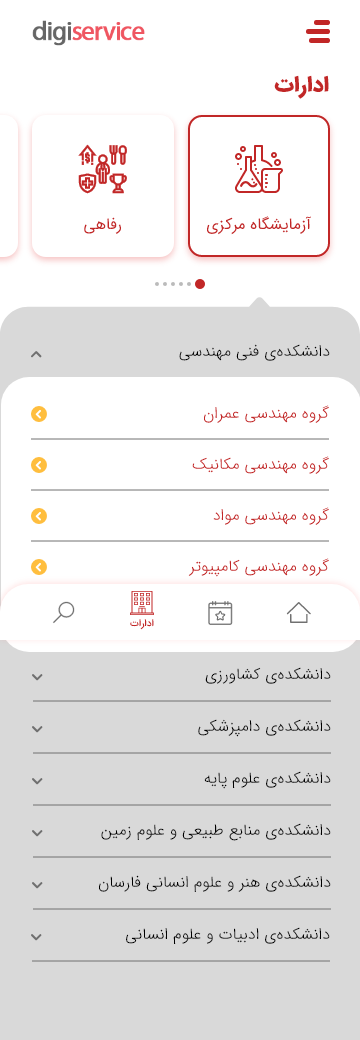 digiservice
ادارات
آزمایشگاه مرکزی
رفاهی
دانشکده‌ی فنی مهندسی
گروه مهندسی عمران
گروه مهندسی مکانیک
گروه مهندسی مواد
گروه مهندسی کامپیوتر
ادارات
دانشکده‌ی کشاورزی
دانشکده‌ی دامپزشکی
دانشکده‌ی علوم پایه
دانشکده‌ی منابع طبیعی و علوم زمین
دانشکده‌ی هنر و علوم انسانی فارسان
دانشکده‌ی ادبیات و علوم انسانی